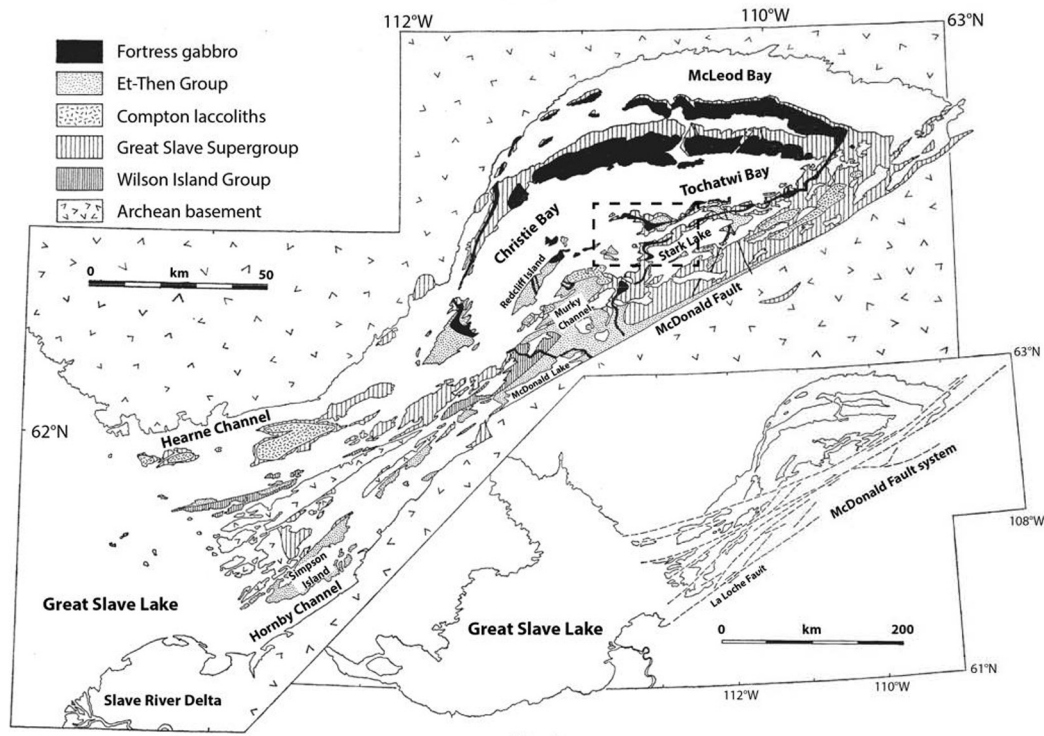 112°W
110°W
63°N
Fortress gabbro
Et-Then Group
Compton laccoliths
Great Slave Supergroup
Wilson Island Group
Archean basement
0 km 50
McLeod Bay
Tochatwi Bay
Christie Bay
Stark Lake
Redcliff Island
Murky
Channel
McDonald Fault
McDonald Lake
63°N
62°N
Hearne Channel
McDonald Fault system
108°W
Simpson
Island
La Loche Fault
Great Slave Lake
Hornby Channel
Great Slave Lake
0 km 200
61°N
Slave River Delta
112°W
110°W